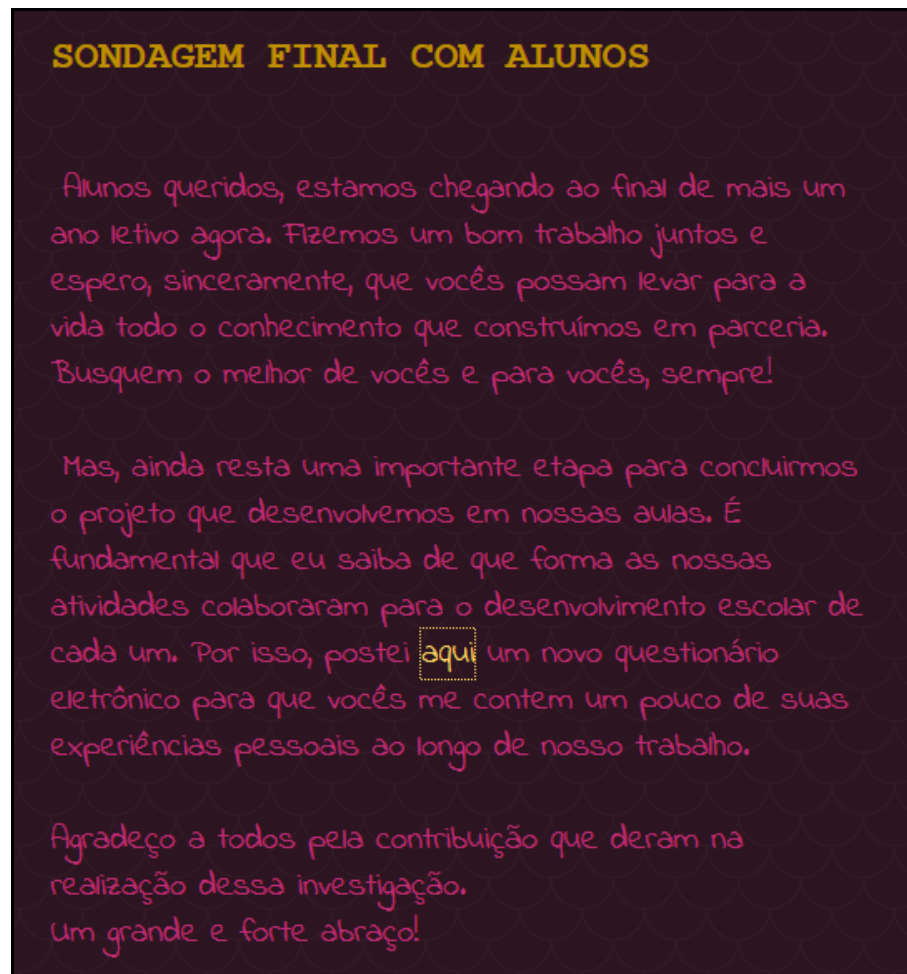 SONDAGEM FINAL COM ALUNOS
Alunos queridos, estamos chegando ao final de mais um
ano letivo agora. Fizemos um bom trabalho juntos e
espero, sinceramente, que vocês possam levar para a
vida todo o conhecimento que construímos em parceria.
Busquem o melhor de vocês e para vocês, sempre!
Mas, ainda resta uma importante etapa para concluirmos
o projeto que desenvolvemos em nossas aulas. É
fundamental que eu saiba de que forma as nossas
atividades colaboraram para o desenvolvimento escolar de
cada um. Por isso, postei aqui um novo questionário
eletrônico para que vocês me contem um pouco de suas
experiências pessoais ao longo de nosso trabalho.
Agradeço a todos pela contribuição que deram na
realização dessa investigação.
Um grande e forte abraço!